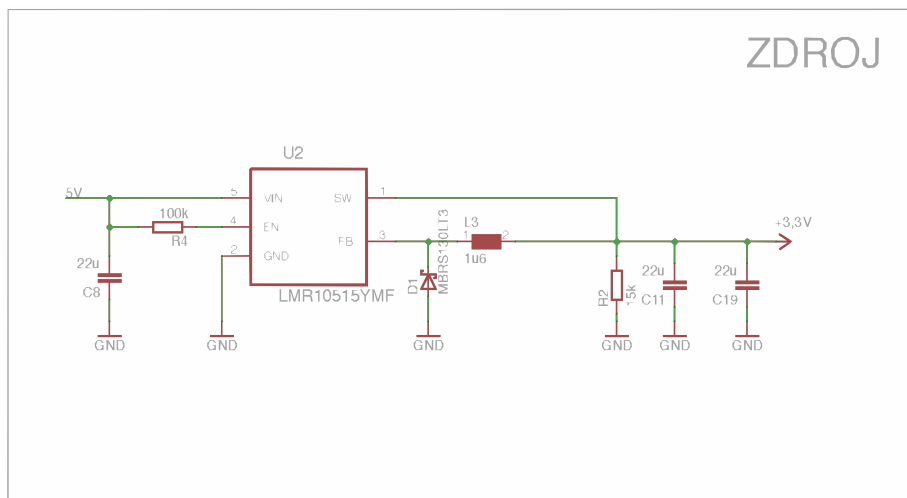 ZDROJ
U2
5V
5
VIN
SW
1
100k
4
EN
R4
L3
+3,3V
FB
3
1
2
2
GND
1u6
22u
C8
LMR10515YMF
D1
MBRS130LT3
R2
15k
22u
C11
22u
C19
GND
GND
GND
GND
GND
GND